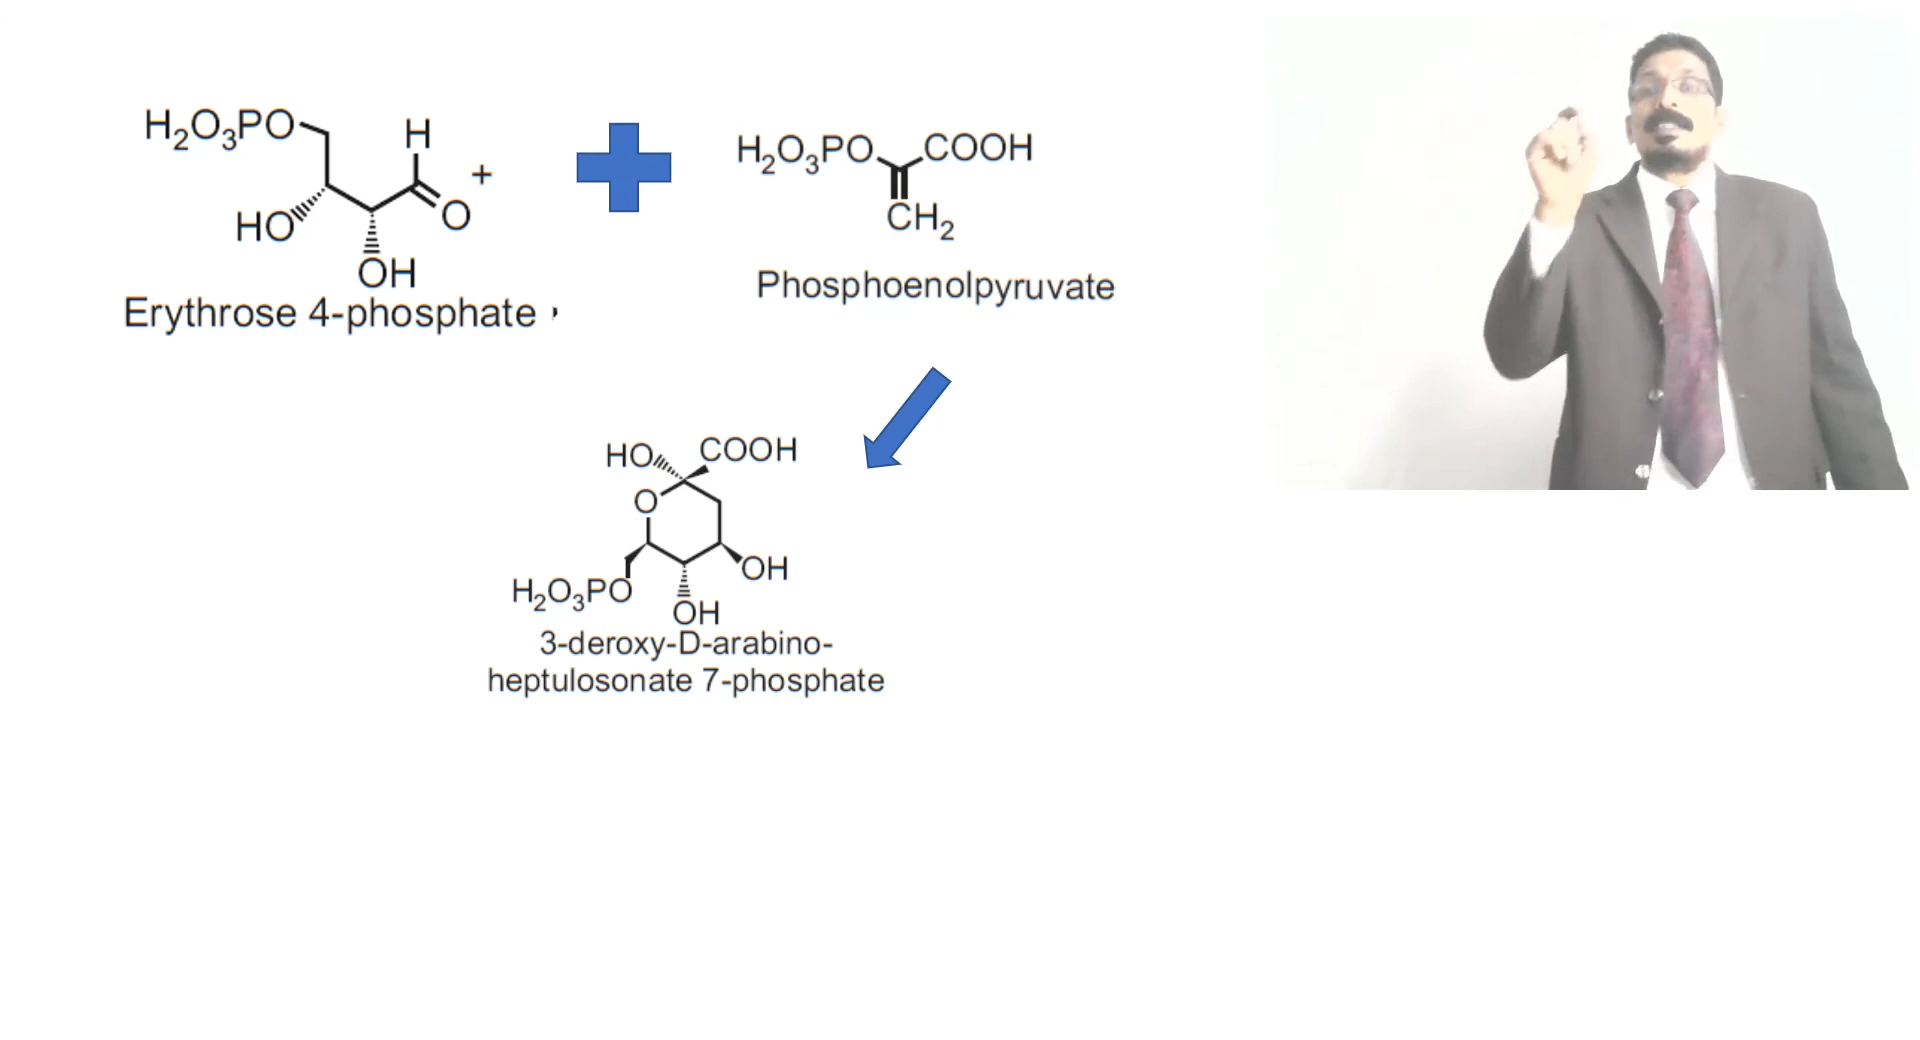 H₂O₃PO
H
+
HO
O
OH
Erythrose 4-phosphate
H₂O₃PO
COOH
CH₂
Phosphoenolpyruvate
HO
COOH
O
OH
H₂O₃PO
OH
3-deroxy-D-arabino-
heptulosonate 7-phosphate